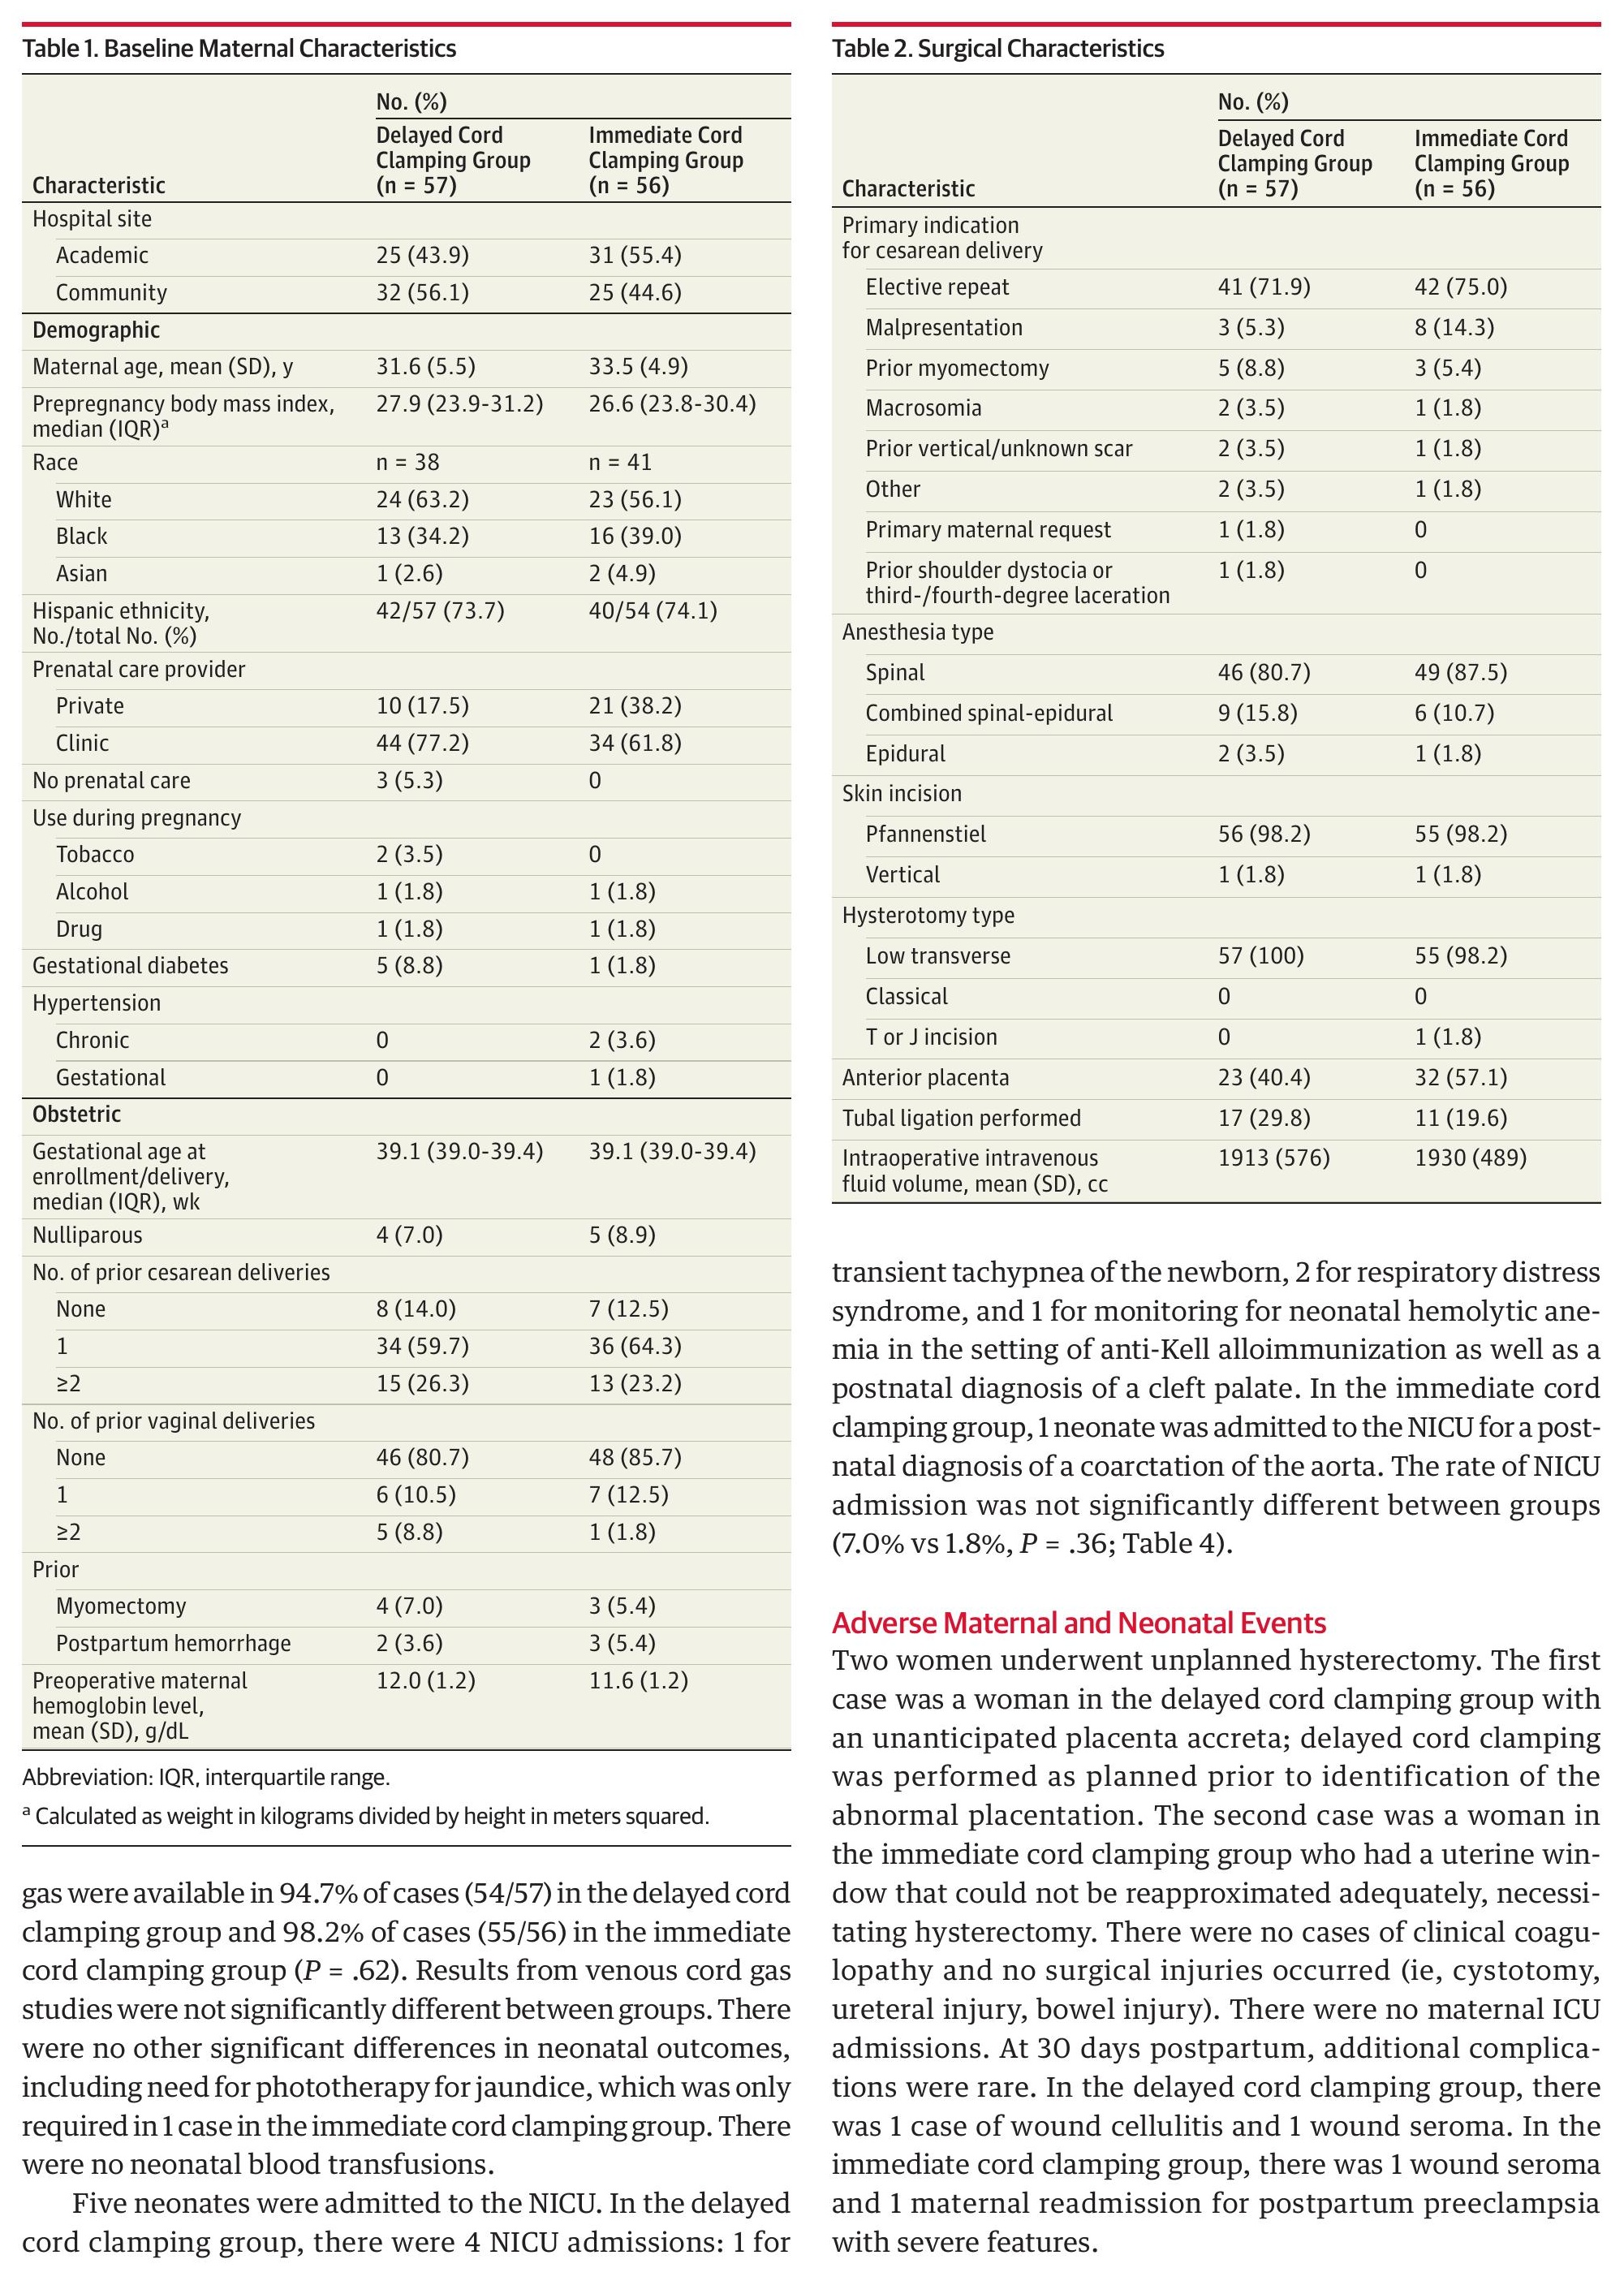 Table 1. Baseline Maternal Characteristics
No. (%)
Characteristic Delayed Cord Clamping Group (n = 57) Immediate Cord Clamping Group (n = 56)
Hospital site
Academic 25 (43.9) 31 (55.4)
Community 32 (56.1) 25 (44.6)
Demographic
Maternal age, mean (SD), y 31.6 (5.5) 33.5 (4.9)
Prepregnancy body mass index, 27.9 (23.9-31.2) 26.6 (23.8-30.4)
median (IQR)a
Race n = 38 n = 41
White 24 (63.2) 23 (56.1)
Black 13 (34.2) 16 (39.0)
Asian 1 (2.6) 2 (4.9)
Hispanic ethnicity, 42/57 (73.7) 40/54 (74.1)
No./total No. (%)
Prenatal care provider
Private 10 (17.5) 21 (38.2)
Clinic 44 (77.2) 34 (61.8)
No prenatal care 3 (5.3) 0
Use during pregnancy
Tobacco 2 (3.5) 0
Alcohol 1 (1.8) 1 (1.8)
Drug 1 (1.8) 1 (1.8)
Gestational diabetes 5 (8.8) 1 (1.8)
Hypertension
Chronic 0 2 (3.6)
Gestational 0 1 (1.8)
Obstetric
Gestational age at 39.1 (39.0-39.4) 39.1 (39.0-39.4)
enrollment/delivery,
median (IQR), wk
Nulliparous 4 (7.0) 5 (8.9)
No. of prior cesarean deliveries
None 8 (14.0) 7 (12.5)
1 34 (59.7) 36 (64.3)
≥2 15 (26.3) 13 (23.2)
No. of prior vaginal deliveries
None 46 (80.7) 48 (85.7)
1 6 (10.5) 7 (12.5)
≥2 5 (8.8) 1 (1.8)
Prior
Myomectomy 4 (7.0) 3 (5.4)
Postpartum hemorrhage 2 (3.6) 3 (5.4)
Preoperative maternal 12.0 (1.2) 11.6 (1.2)
hemoglobin level,
mean (SD), g/dL
Abbreviation: IQR, interquartile range.
a Calculated as weight in kilograms divided by height in meters squared.
gas were available in 94.7% of cases (54/57) in the delayed cord
clamping group and 98.2% of cases (55/56) in the immediate
cord clamping group (P = .62). Results from venous cord gas
studies were not significantly different between groups. There
were no other significant differences in neonatal outcomes,
including need for phototherapy for jaundice, which was only
required in 1 case in the immediate cord clamping group. There
were no neonatal blood transfusions.
Five neonates were admitted to the NICU. In the delayed
cord clamping group, there were 4 NICU admissions: 1 for
Table 2. Surgical Characteristics
No. (%)
Characteristic Delayed Cord Clamping Group (n = 57) Immediate Cord Clamping Group (n = 56)
Primary indication
for cesarean delivery
Elective repeat 41 (71.9) 42 (75.0)
Malpresentation 3 (5.3) 8 (14.3)
Prior myomectomy 5 (8.8) 3 (5.4)
Macrosomia 2 (3.5) 1 (1.8)
Prior vertical/unknown scar 2 (3.5) 1 (1.8)
Other 2 (3.5) 1 (1.8)
Primary maternal request 1 (1.8) 0
Prior shoulder dystocia or 1 (1.8) 0
third-/fourth-degree laceration
Anesthesia type
Spinal 46 (80.7) 49 (87.5)
Combined spinal-epidural 9 (15.8) 6 (10.7)
Epidural 2 (3.5) 1 (1.8)
Skin incision
Pfannenstiel 56 (98.2) 55 (98.2)
Vertical 1 (1.8) 1 (1.8)
Hysterotomy type
Low transverse 57 (100) 55 (98.2)
Classical 0 0
T or J incision 0 1 (1.8)
Anterior placenta 23 (40.4) 32 (57.1)
Tubal ligation performed 17 (29.8) 11 (19.6)
Intraoperative intravenous 1913 (576) 1930 (489)
fluid volume, mean (SD), cc
transient tachypnea of the newborn, 2 for respiratory distress
syndrome, and 1 for monitoring for neonatal hemolytic ane-
mia in the setting of anti-Kell alloimmunization as well as a
postnatal diagnosis of a cleft palate. In the immediate cord
clamping group, 1 neonate was admitted to the NICU for a post-
natal diagnosis of a coarctation of the aorta. The rate of NICU
admission was not significantly different between groups
(7.0% vs 1.8%, P = .36; Table 4).
Adverse Maternal and Neonatal Events
Two women underwent unplanned hysterectomy. The first
case was a woman in the delayed cord clamping group with
an unanticipated placenta accreta; delayed cord clamping
was performed as planned prior to identification of the
abnormal placentation. The second case was a woman in
the immediate cord clamping group who had a uterine win-
dow that could not be reapproximated adequately, necessi-
tating hysterectomy. There were no cases of clinical coagu-
lopathy and no surgical injuries occurred (ie, cystotomy,
ureteral injury, bowel injury). There were no maternal ICU
admissions. At 30 days postpartum, additional complica-
tions were rare. In the delayed cord clamping group, there
was 1 case of wound cellulitis and 1 wound seroma. In the
immediate cord clamping group, there was 1 wound seroma
and 1 maternal readmission for postpartum preeclampsia
with severe features.